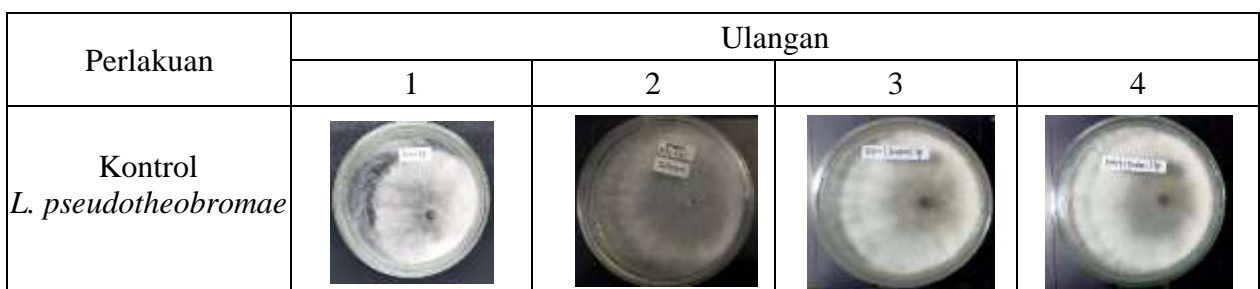 Perlakuan
Ulangan
1 2 3 4
Kontrol
L. pseudotheobromae